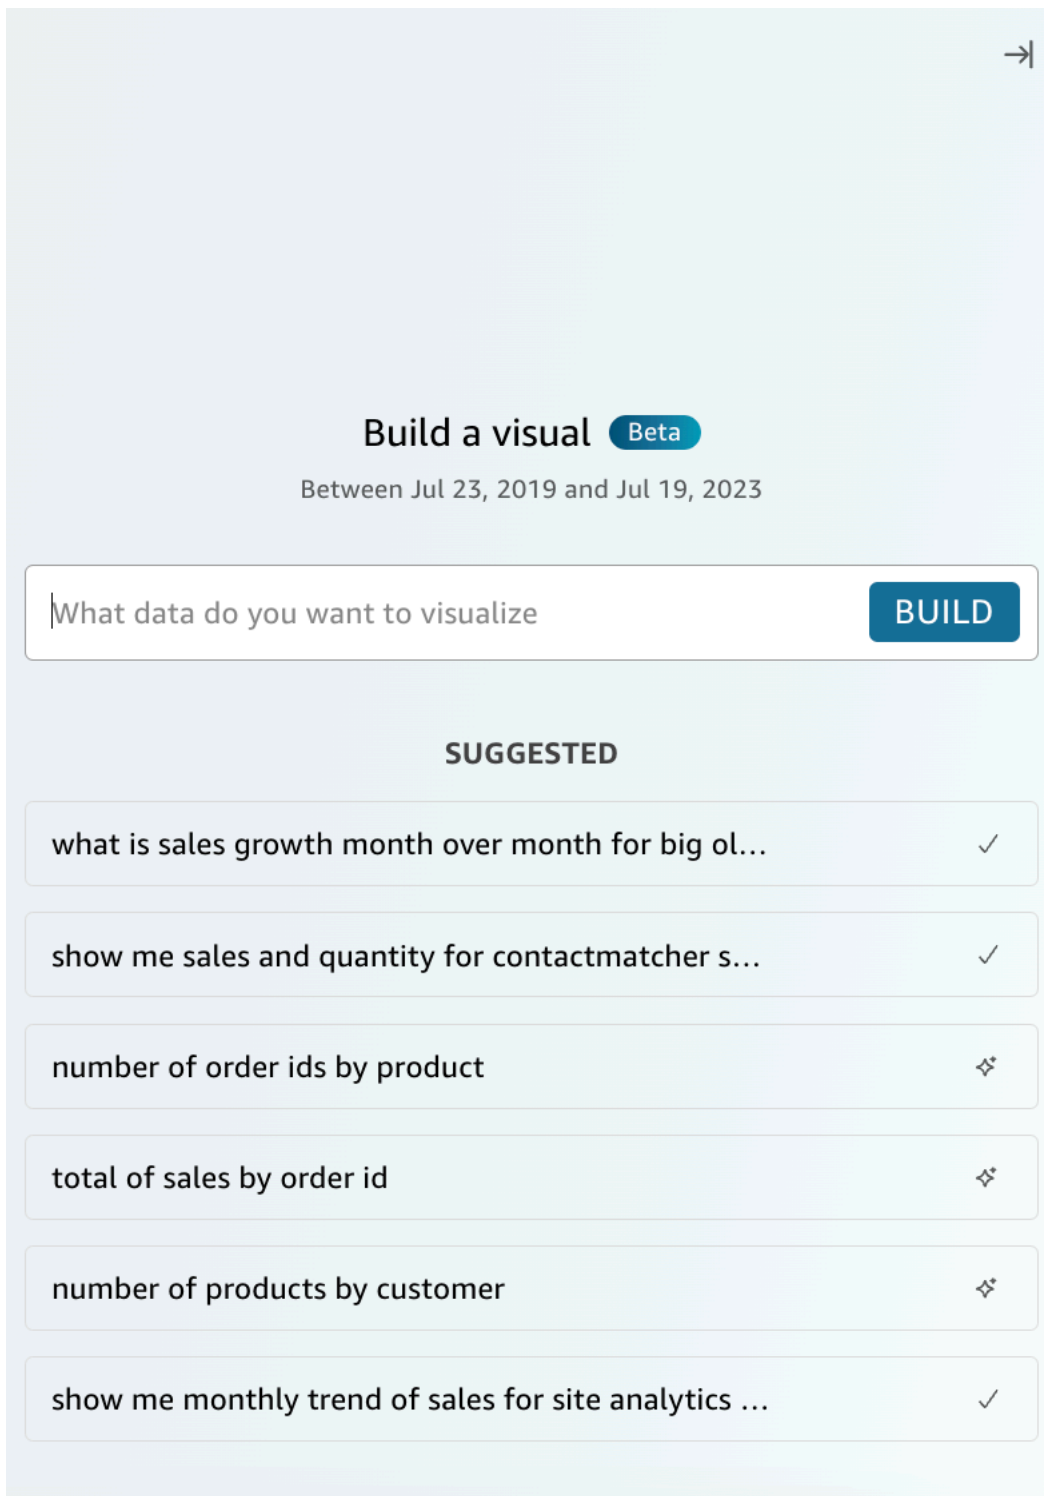 Build a visual Beta
Between Jul 23, 2019 and Jul 19, 2023
What data do you want to visualize BUILD
SUGGESTED
what is sales growth month over month for big ol...
show me sales and quantity for contactmatcher s...
number of order ids by product
total of sales by order id
number of products by customer
show me monthly trend of sales for site analytics ...